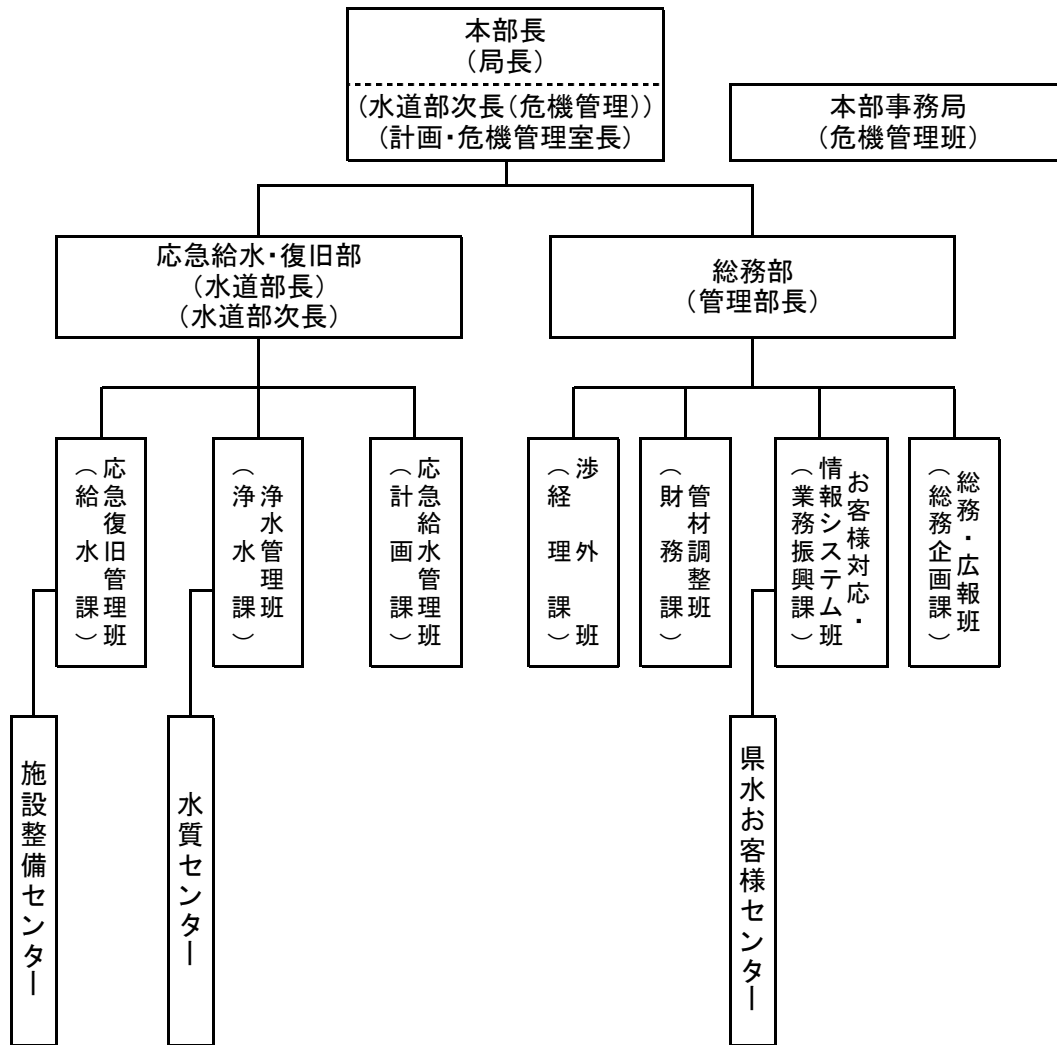 本部長
（局長）
（水道部次長（危機管理））
（計画・危機管理室長）
本部事務局
（危機管理班）
応急給水・復旧部
（水道部長）
（水道部次長）
総務部
（管理部長）
応急復旧管理班
（給水課）
浄水管理班
（浄水課）
応急給水管理班
（計画課）
渉外班
（経理課）
管材調整班
（財務課）
お客様対応・
情報システム班
（業務振興課）
総務・広報班
（総務企画課）
施設整備センター
水質センター
県水お客様センター